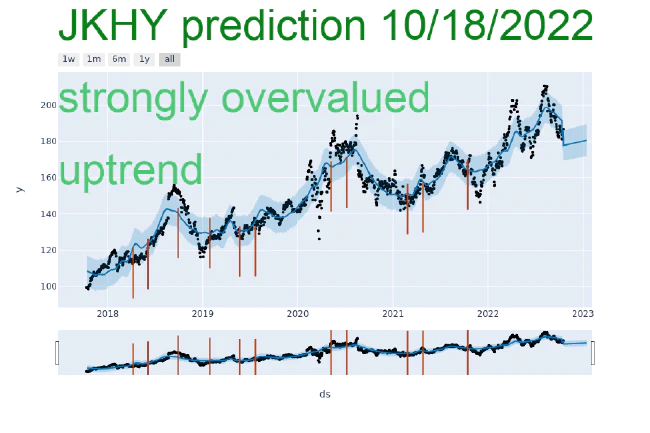 JKHY prediction 10/18/2022
1w 1m 6m 1y all
strongly overvalued
uptrend
200
180
160
140
120
100
y
2018 2019 2020 2021 2022 2023
ds